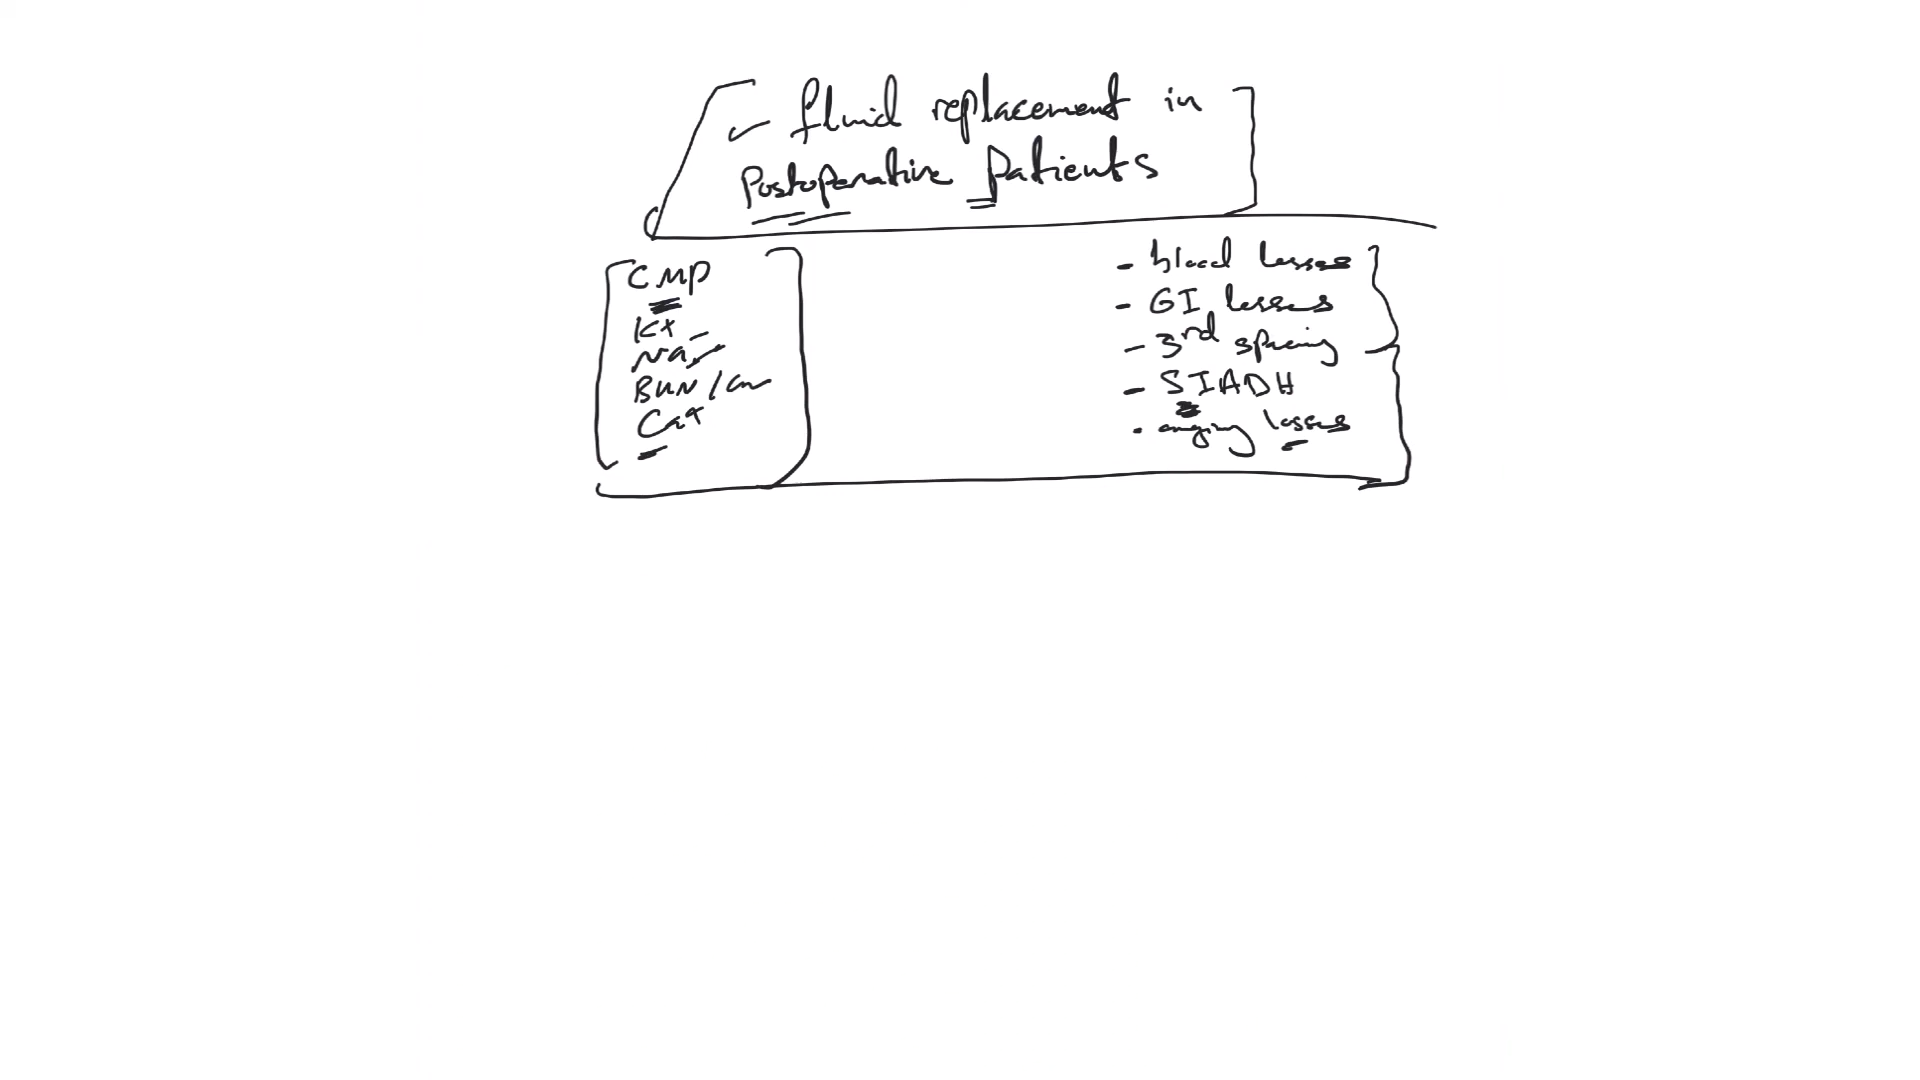 fluid replacement in
Postoperative Patients
CMP
K+
Na
BUN/Cr
Ca+
- blood losses
- GI losses
- 3rd spacing
- SIADH
- ongoing losses